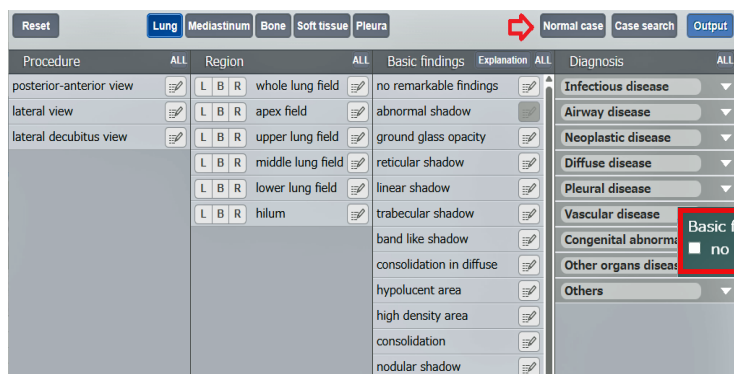 Reset Lung Mediastinum Bone Soft tissue Pleura Normal case Case search Output
Procedure ALL Region ALL Basic findings Explanation ALL Diagnosis ALL
posterior-anterior view L B R whole lung field no remarkable findings Infectious disease
lateral view L B R apex field abnormal shadow Airway disease
lateral decubitus view L B R upper lung field ground glass opacity Neoplastic disease
L B R middle lung field reticular shadow Diffuse disease
L B R lower lung field linear shadow Pleural disease
L B R hilum trabecular shadow Vascular disease
Basic f
band like shadow Congenital abnorma
no
consolidation in diffuse Other organs diseas
hypolucent area Others
high density area
consolidation
nodular shadow